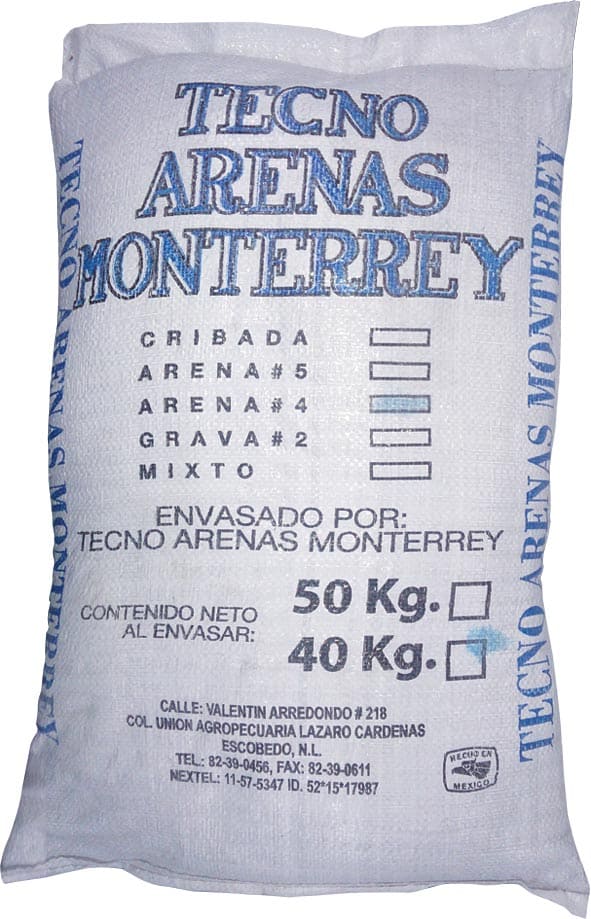 TECNO
ARENAS
MONTERREY
CRIBADA
ARENA#5
ARENA#4
GRAVA#2
MIXTO
ENVASADO POR:
TECNO ARENAS MONTERREY
CONTENIDO NETO
AL ENVASAR:
50 Kg.
40 Kg.
CALLE: VALENTIN ARREDONDO # 218
COL. UNION AGROPECUARIA LAZARO CARDENAS
ESCOBEDO, N.L.
TEL.: 82-39-0456, FAX: 82-39-0611
NEXTEL: 11-57-5347 ID. 52*15*17987
HECHO EN
MEXICO
TECNO ARENAS MONTERREY
TECNO ARENAS MONTERREY